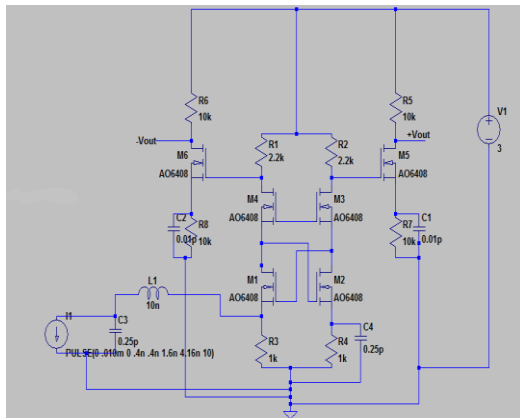 R6
10k
R5
10k
V1
3
-Vout
+Vout
M6
AO6408
R1
2.2k
R2
2.2k
M5
AO6408
M4
AO6408
M3
AO6408
C2
0.01p
R8
10k
C1
0.01p
R7
10k
M1
AO6408
M2
AO6408
L1
10n
I1
C3
0.25p
PULSE(0 .010m 0 .4n .4n 1.6n 4.16n 10)
R3
1k
R4
1k
C4
0.25p